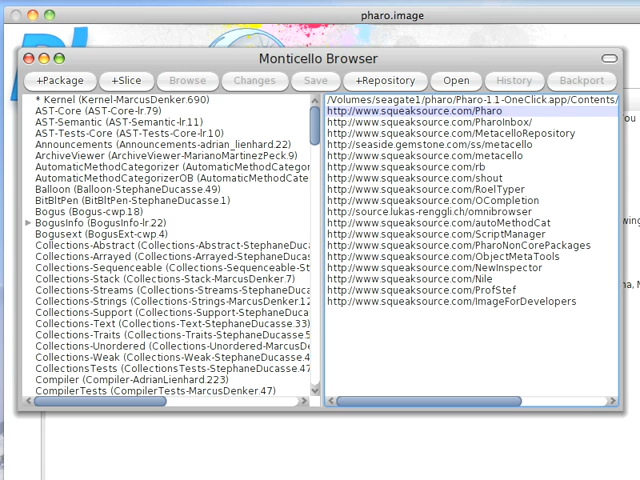 pharo.image
Monticello Browser
+Package
+Slice
Browse
Changes
Save
+Repository
Open
History
Backport
* Kernel (Kernel-MarcusDenker.690)
AST-Core (AST-Core-lr.79)
AST-Semantic (AST-Semantic-lr.11)
AST-Tests-Core (AST-Tests-Core-lr.10)
Announcements (Announcements-adrian_lienhard.22)
ArchiveViewer (ArchiveViewer-MarianoMartinezPeck.9)
AutomaticMethodCategorizer (AutomaticMethodCategor
AutomaticMethodCategorizerOB (AutomaticMethodCate
Balloon (Balloon-StephaneDucasse.49)
BitBltPen (BitBltPen-StephaneDucasse.1)
Bogus (Bogus-cwp.18)
BogusInfo (BogusInfo-lr.22)
Bogusext (BogusExt-cwp.4)
Collections-Abstract (Collections-Abstract-StephaneDuca
Collections-Arrayed (Collections-Arrayed-StephaneDuca
Collections-Sequenceable (Collections-Sequenceable-St
Collections-Stack (Collections-Stack-MarcusDenker.7)
Collections-Streams (Collections-Streams-StephaneDuca
Collections-Strings (Collections-Strings-MarcusDenker.12
Collections-Support (Collections-Support-StephaneDuca
Collections-Text (Collections-Text-StephaneDucasse.33)
Collections-Traits (Collections-Traits-StephaneDucasse.5
Collections-Unordered (Collections-Unordered-MarcusD
Collections-Weak (Collections-Weak-StephaneDucasse.4
CollectionsTests (CollectionsTests-StephaneDucasse.47
Compiler (Compiler-AdrianLienhard.223)
CompilerTests (CompilerTests-MarcusDenker.47)
/Volumes/seagate1/pharo/Pharo-1.1-OneClick.app/Contents/
http://www.squeaksource.com/Pharo
http://www.squeaksource.com/PharoInbox/
http://www.squeaksource.com/MetacelloRepository
http://seaside.gemstone.com/ss/metacello
http://www.squeaksource.com/metacello
http://www.squeaksource.com/rb
http://www.squeaksource.com/shout
http://www.squeaksource.com/RoelTyper
http://www.squeaksource.com/OCompletion
http://source.lukas-renggli.ch/omnibrowser
http://www.squeaksource.com/autoMethodCat
http://www.squeaksource.com/ScriptManager
http://www.squeaksource.com/PharoNonCorePackages
http://www.squeaksource.com/ObjectMetaTools
http://www.squeaksource.com/NewInspector
http://www.squeaksource.com/Nile
http://www.squeaksource.com/ProfStef
http://www.squeaksource.com/ImageForDevelopers